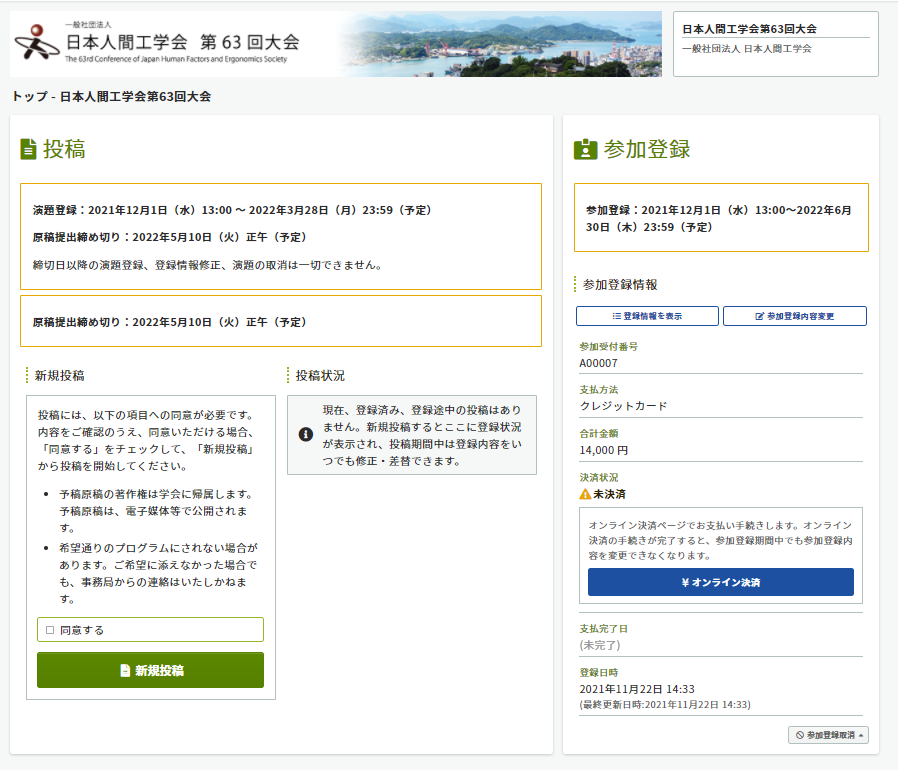 一般社団法人
日本人間工学会 第 63 回大会
The 63rd Conference of Japan Human Factors and Ergonomics Society
日本人間工学会第63回大会
一般社団法人 日本人間工学会
トップ - 日本人間工学会第63回大会
投稿
演題登録：2021年12月1日（水）13:00 ～ 2022年3月28日（月）23:59（予定）
原稿提出締め切り：2022年5月10日（火）正午（予定）
締切日以降の演題登録、登録情報修正、演題の取消は一切できません。
原稿提出締め切り：2022年5月10日（火）正午（予定）
新規投稿
投稿には、以下の項目への同意が必要です。
内容をご確認のうえ、同意いただける場合、
「同意する」をチェックして、「新規投稿」
から投稿を開始してください。
• 予稿原稿の著作権は学会に帰属します。
予稿原稿は、電子媒体等で公開されま
す。
• 希望通りのプログラムにされない場合が
あります。ご希望に添えなかった場合で
も、事務局からの連絡はいたしかねま
す。
同意する
新規投稿
投稿状況
現在、登録済み、登録途中の投稿はあり
ません。新規投稿するとここに登録状況
が表示され、投稿期間中は登録内容をい
つでも修正・差替できます。
参加登録
参加登録：2021年12月1日（水）13:00～2022年6月
30日（木）23:59（予定）
参加登録情報
登録情報を表示
参加登録内容変更
参加受付番号
A00007
支払方法
クレジットカード
合計金額
14,000 円
決済状況
未決済
オンライン決済ページでお支払い手続きします。オンライン
決済の手続きが完了すると、参加登録期間中でも参加登録内
容を変更できなくなります。
¥ オンライン決済
支払完了日
(未完了)
登録日時
2021年11月22日 14:33
(最終更新日時:2021年11月22日 14:33)
参加登録取消